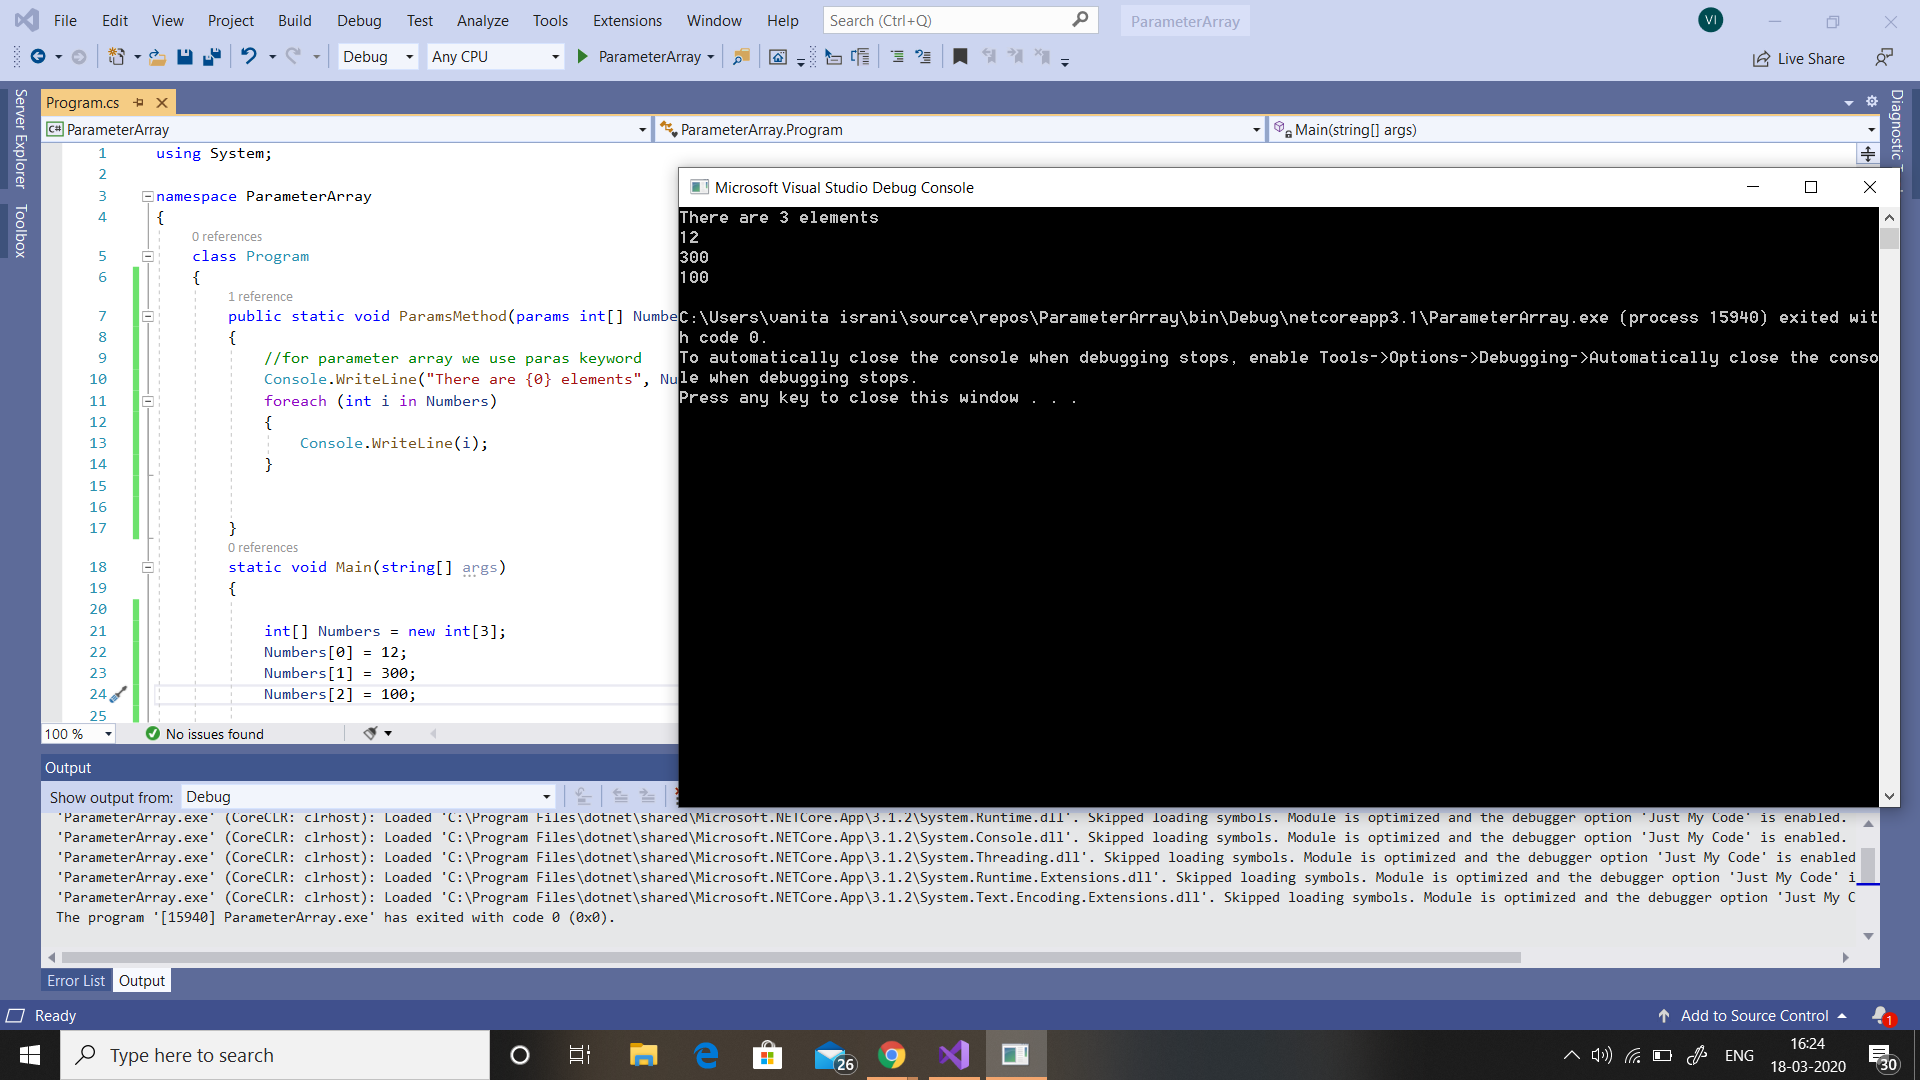 File Edit View Project Build Debug Test Analyze Tools Extensions Window Help Search (Ctrl+Q) ParameterArray VI
Debug Any CPU ParameterArray Live Share
Server Explorer
Toolbox
Diagnostic
Program.cs
C# ParameterArray ParameterArray.Program Main(string[] args)
1 using System;
2
3 namespace ParameterArray
4 {
0 references
5 class Program
6 {
1 reference
7 public static void ParamsMethod(params int[] Numbe
8 {
9 //for parameter array we use paras keyword
10 Console.WriteLine("There are {0} elements", Nu
11 foreach (int i in Numbers)
12 {
13 Console.WriteLine(i);
14 }
15
16
17 }
0 references
18 static void Main(string[] args)
19 {
20
21 int[] Numbers = new int[3];
22 Numbers[0] = 12;
23 Numbers[1] = 300;
24 Numbers[2] = 100;
25
100 % No issues found
Microsoft Visual Studio Debug Console
There are 3 elements
12
300
100
C:\Users\vanita israni\source\repos\ParameterArray\bin\Debug\netcoreapp3.1\ParameterArray.exe (process 15940) exited wit
h code 0.
To automatically close the console when debugging stops, enable Tools->Options->Debugging->Automatically close the conso
le when debugging stops.
Press any key to close this window . . .
Output
Show output from: Debug
'ParameterArray.exe' (CoreCLR: clrhost): Loaded 'C:\Program Files\dotnet\shared\Microsoft.NETCore.App\3.1.2\System.Runtime.dll'. Skipped loading symbols. Module is optimized and the debugger option 'Just My Code' is enabled.
'ParameterArray.exe' (CoreCLR: clrhost): Loaded 'C:\Program Files\dotnet\shared\Microsoft.NETCore.App\3.1.2\System.Console.dll'. Skipped loading symbols. Module is optimized and the debugger option 'Just My Code' is enabled.
'ParameterArray.exe' (CoreCLR: clrhost): Loaded 'C:\Program Files\dotnet\shared\Microsoft.NETCore.App\3.1.2\System.Threading.dll'. Skipped loading symbols. Module is optimized and the debugger option 'Just My Code' is enabled
'ParameterArray.exe' (CoreCLR: clrhost): Loaded 'C:\Program Files\dotnet\shared\Microsoft.NETCore.App\3.1.2\System.Runtime.Extensions.dll'. Skipped loading symbols. Module is optimized and the debugger option 'Just My Code' i
'ParameterArray.exe' (CoreCLR: clrhost): Loaded 'C:\Program Files\dotnet\shared\Microsoft.NETCore.App\3.1.2\System.Text.Encoding.Extensions.dll'. Skipped loading symbols. Module is optimized and the debugger option 'Just My C
The program '[15940] ParameterArray.exe' has exited with code 0 (0x0).
Error List Output
Ready Add to Source Control 1
Type here to search 26 ENG 16:24
18-03-2020 30